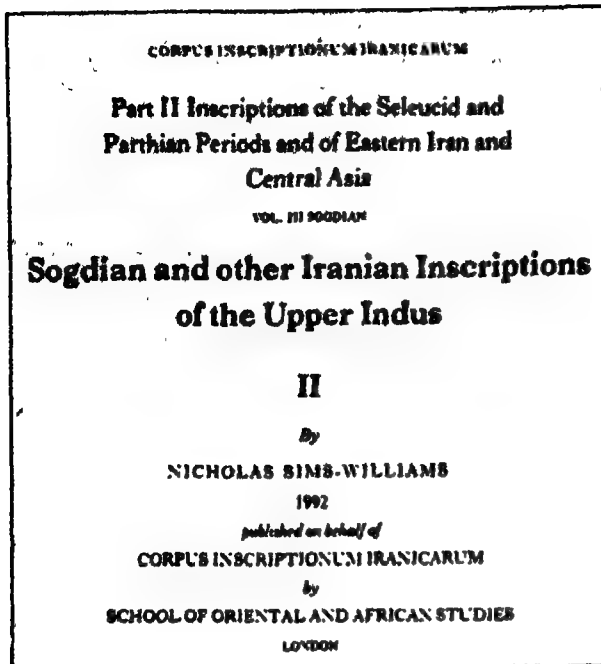 CORPUS INSCRIPTIONUM IRANICARUM
Part II Inscriptions of the Seleucid and
Parthian Periods and of Eastern Iran and
Central Asia
VOL. III SOGDIAN
Sogdian and other Iranian Inscriptions
of the Upper Indus
II
By
NICHOLAS SIMS-WILLIAMS
1992
published on behalf of
CORPUS INSCRIPTIONUM IRANICARUM
by
SCHOOL OF ORIENTAL AND AFRICAN STUDIES
LONDON